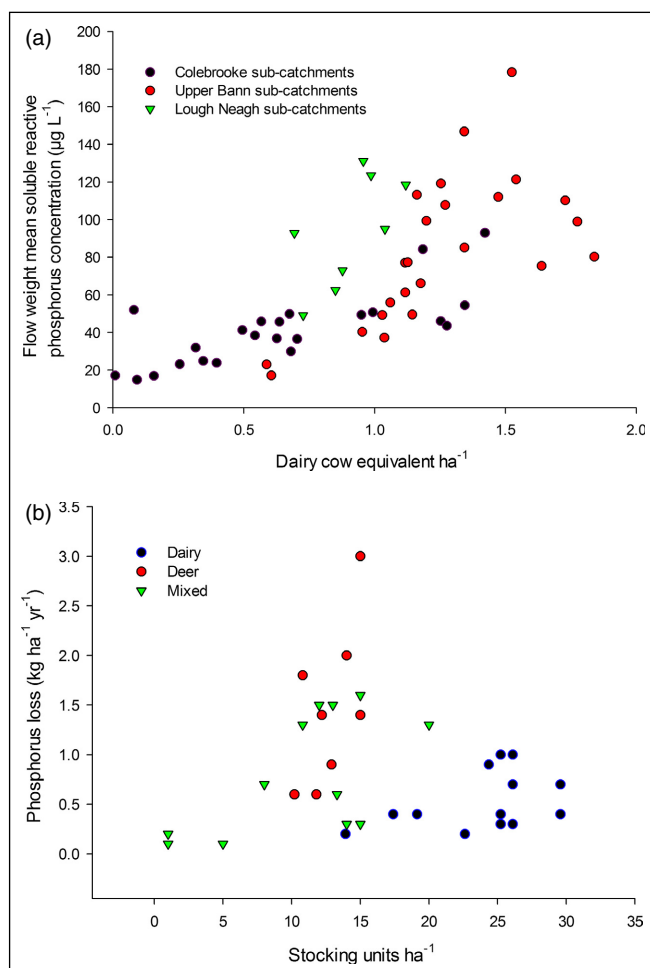 (a)
200
180
160
140
120
100
80
60
40
20
0
Flow weight mean soluble reactive
phosphorus concentration (µg L⁻¹)
Colebrooke sub-catchments
Upper Bann sub-catchments
Lough Neagh sub-catchments
0.0 0.5 1.0 1.5 2.0
Dairy cow equivalent ha⁻¹
(b)
3.5
3.0
2.5
2.0
1.5
1.0
0.5
0.0
Phosphorus loss (kg ha⁻¹ yr⁻¹)
Dairy
Deer
Mixed
0 5 10 15 20 25 30 35
Stocking units ha⁻¹